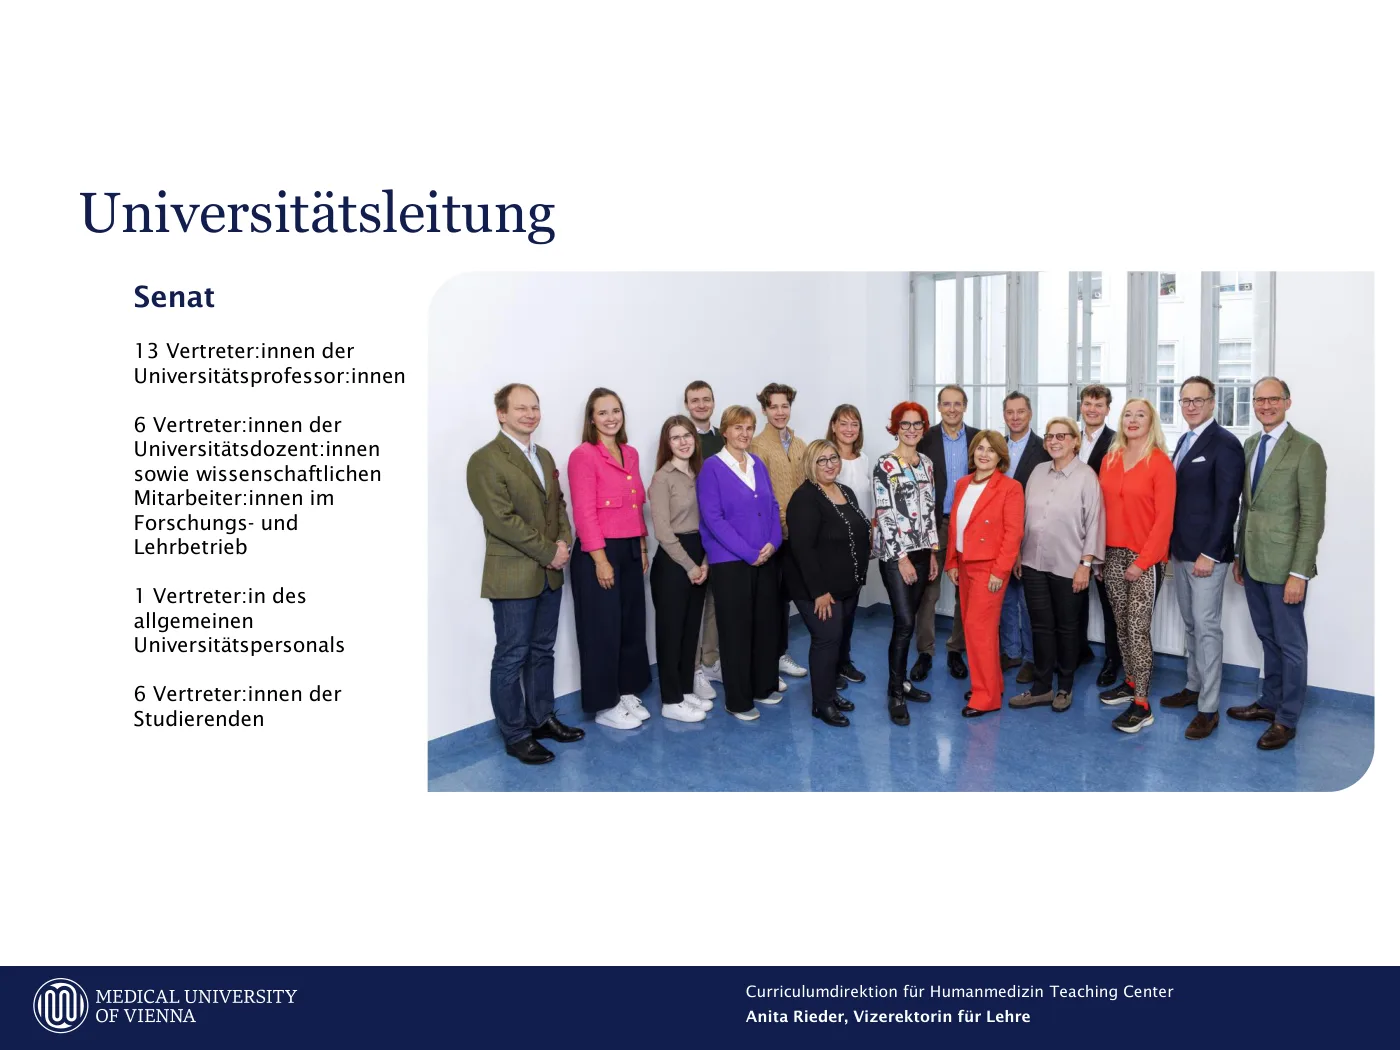 Universitätsleitung
Senat
13 Vertreter:innen der
Universitätsprofessor:innen
6 Vertreter:innen der
Universitätsdozent:innen
sowie wissenschaftlichen
Mitarbeiter:innen im
Forschungs- und
Lehrbetrieb
1 Vertreter:in des
allgemeinen
Universitätspersonals
6 Vertreter:innen der
Studierenden
MEDICAL UNIVERSITY
OF VIENNA
Curriculumdirektion für Humanmedizin Teaching Center
Anita Rieder, Vizerektorin für Lehre